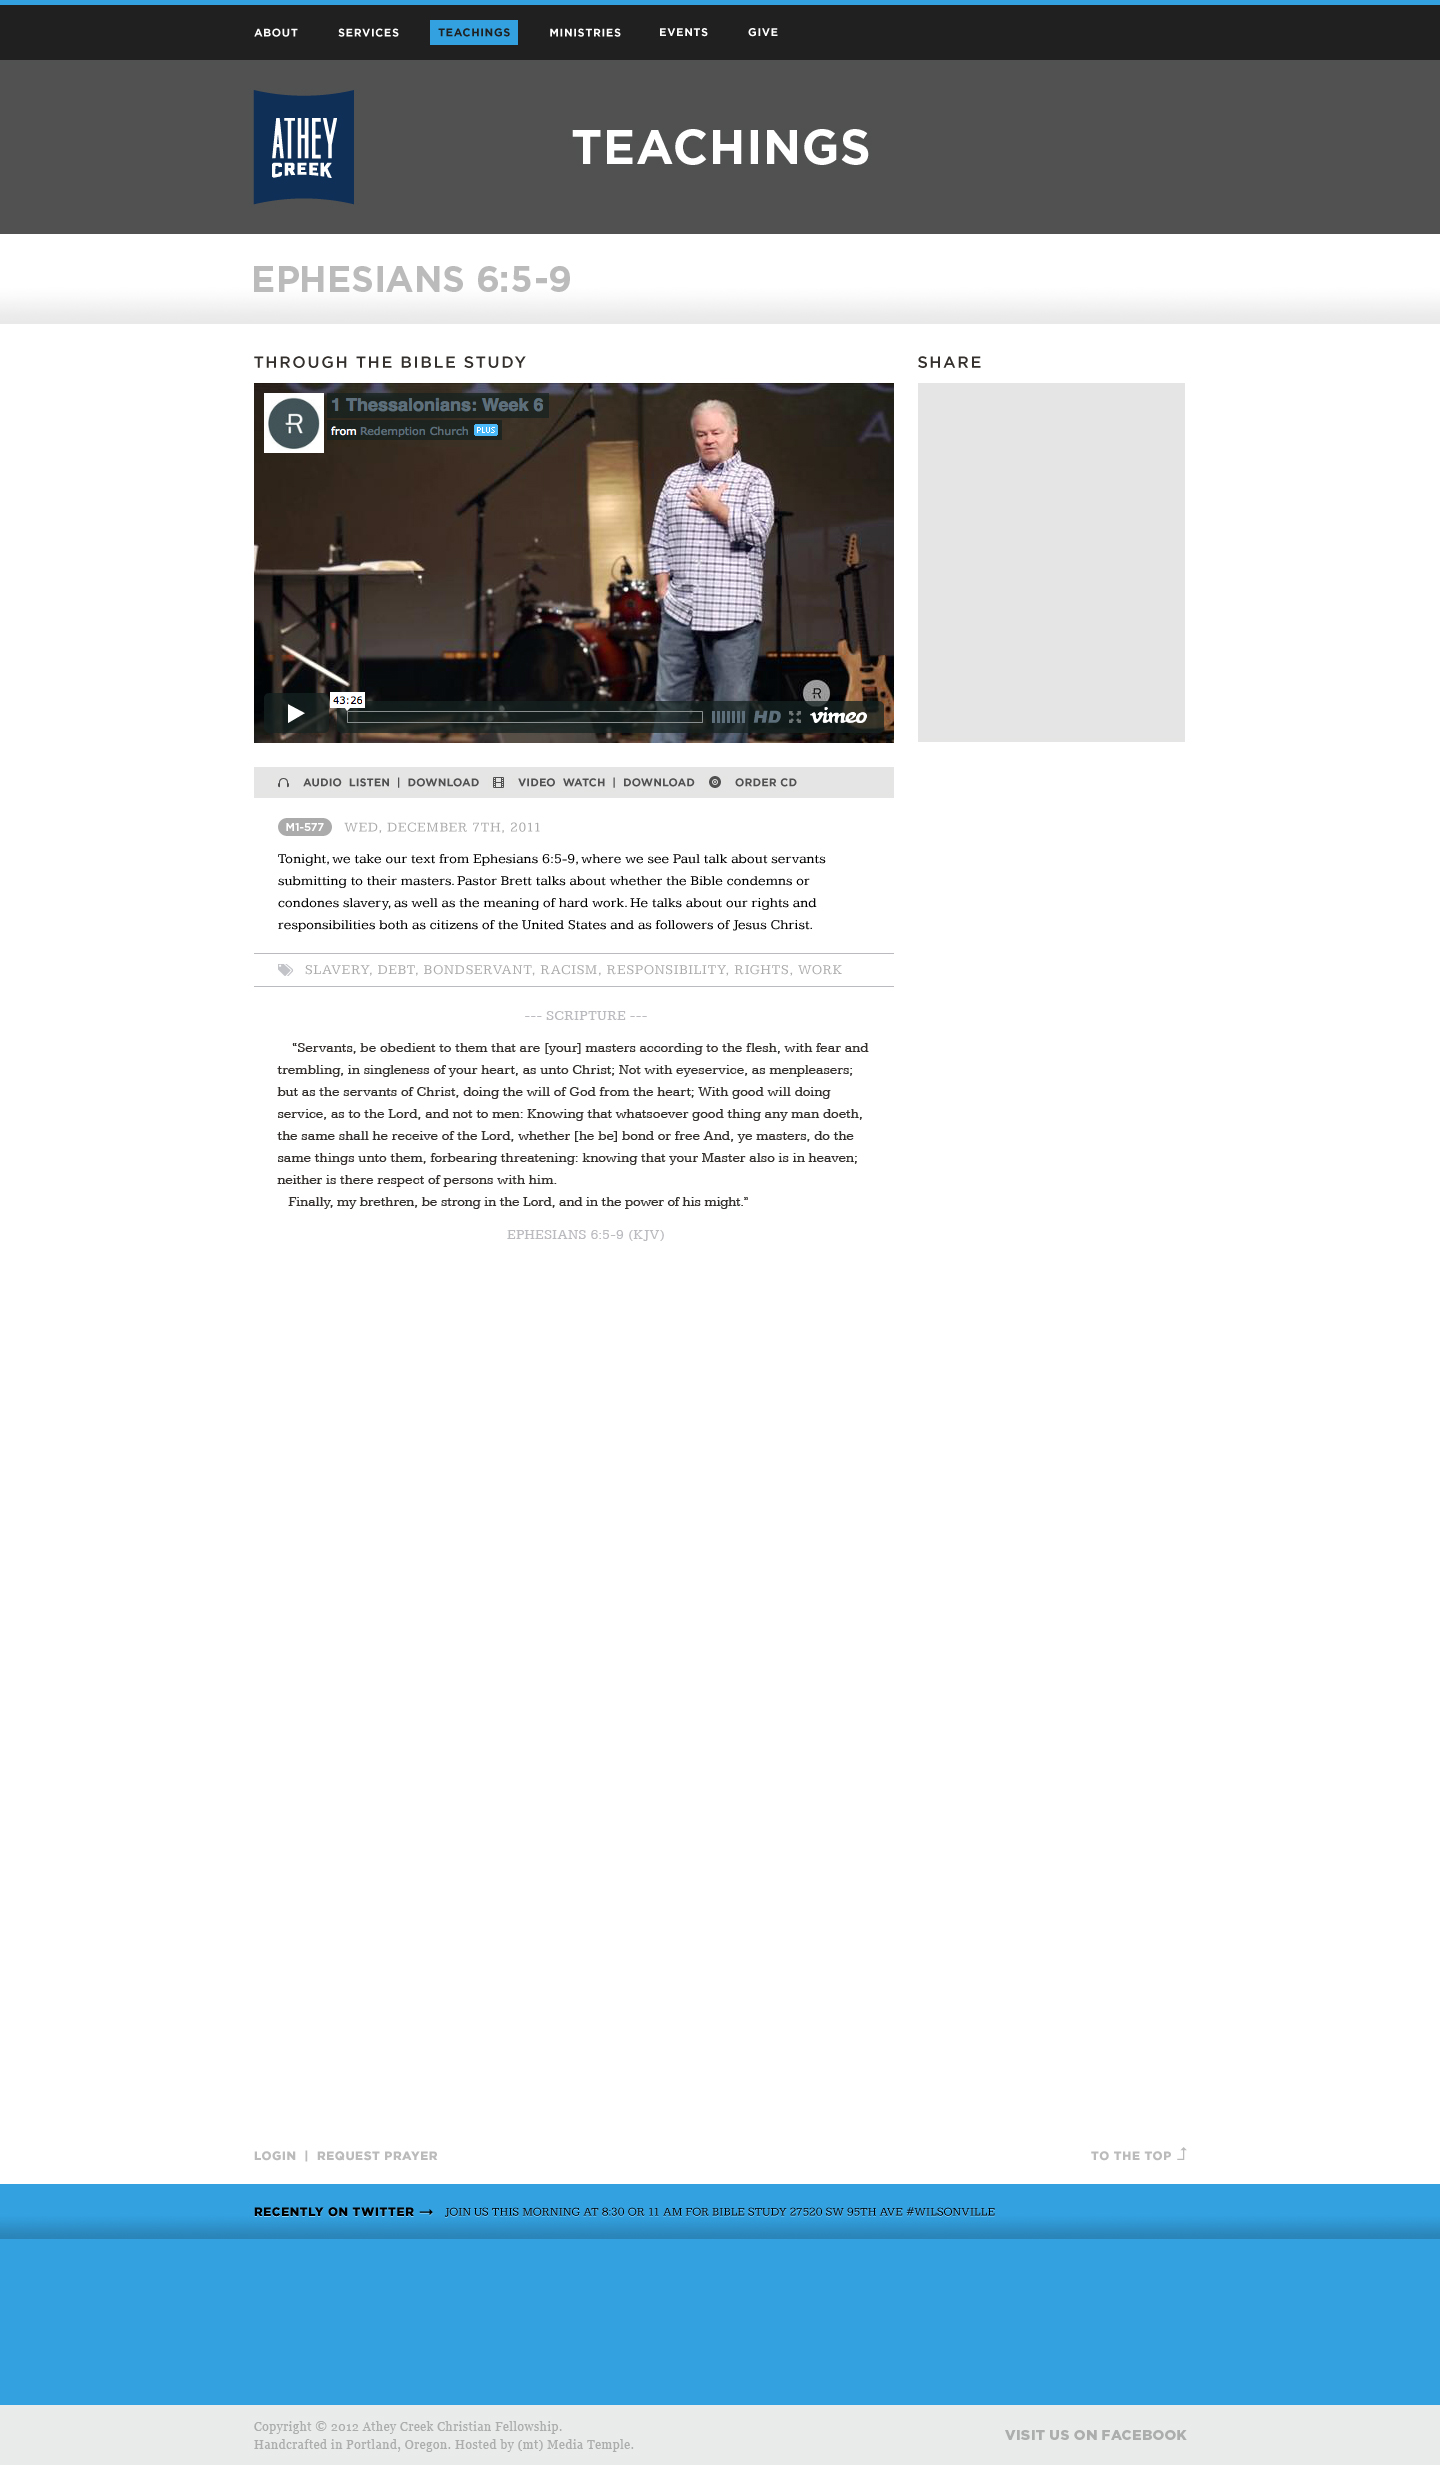 ABOUT SERVICES TEACHINGS MINISTRIES EVENTS GIVE
ATHEY
CREEK
TEACHINGS
EPHESIANS 6:5-9
THROUGH THE BIBLE STUDY
SHARE
R
1 Thessalonians: Week 6
from Redemption Church PLUS
R
43:26
HD vimeo
AUDIO LISTEN | DOWNLOAD VIDEO WATCH | DOWNLOAD ORDER CD
M1-577 WED, DECEMBER 7TH, 2011
Tonight, we take our text from Ephesians 6:5-9, where we see Paul talk about servants
submitting to their masters. Pastor Brett talks about whether the Bible condemns or
condones slavery, as well as the meaning of hard work. He talks about our rights and
responsibilities both as citizens of the United States and as followers of Jesus Christ.
SLAVERY, DEBT, BONDSERVANT, RACISM, RESPONSIBILITY, RIGHTS, WORK
--- SCRIPTURE ---
“Servants, be obedient to them that are [your] masters according to the flesh, with fear and
trembling, in singleness of your heart, as unto Christ; Not with eyeservice, as menpleasers;
but as the servants of Christ, doing the will of God from the heart; With good will doing
service, as to the Lord, and not to men: Knowing that whatsoever good thing any man doeth,
the same shall he receive of the Lord, whether [he be] bond or free And, ye masters, do the
same things unto them, forbearing threatening: knowing that your Master also is in heaven;
neither is there respect of persons with him.
Finally, my brethren, be strong in the Lord, and in the power of his might.”
EPHESIANS 6:5-9 (KJV)
LOGIN | REQUEST PRAYER
TO THE TOP
RECENTLY ON TWITTER → JOIN US THIS MORNING AT 8:30 OR 11 AM FOR BIBLE STUDY 27520 SW 95TH AVE #WILSONVILLE
Copyright © 2012 Athey Creek Christian Fellowship.
Handcrafted in Portland, Oregon. Hosted by (mt) Media Temple.
VISIT US ON FACEBOOK